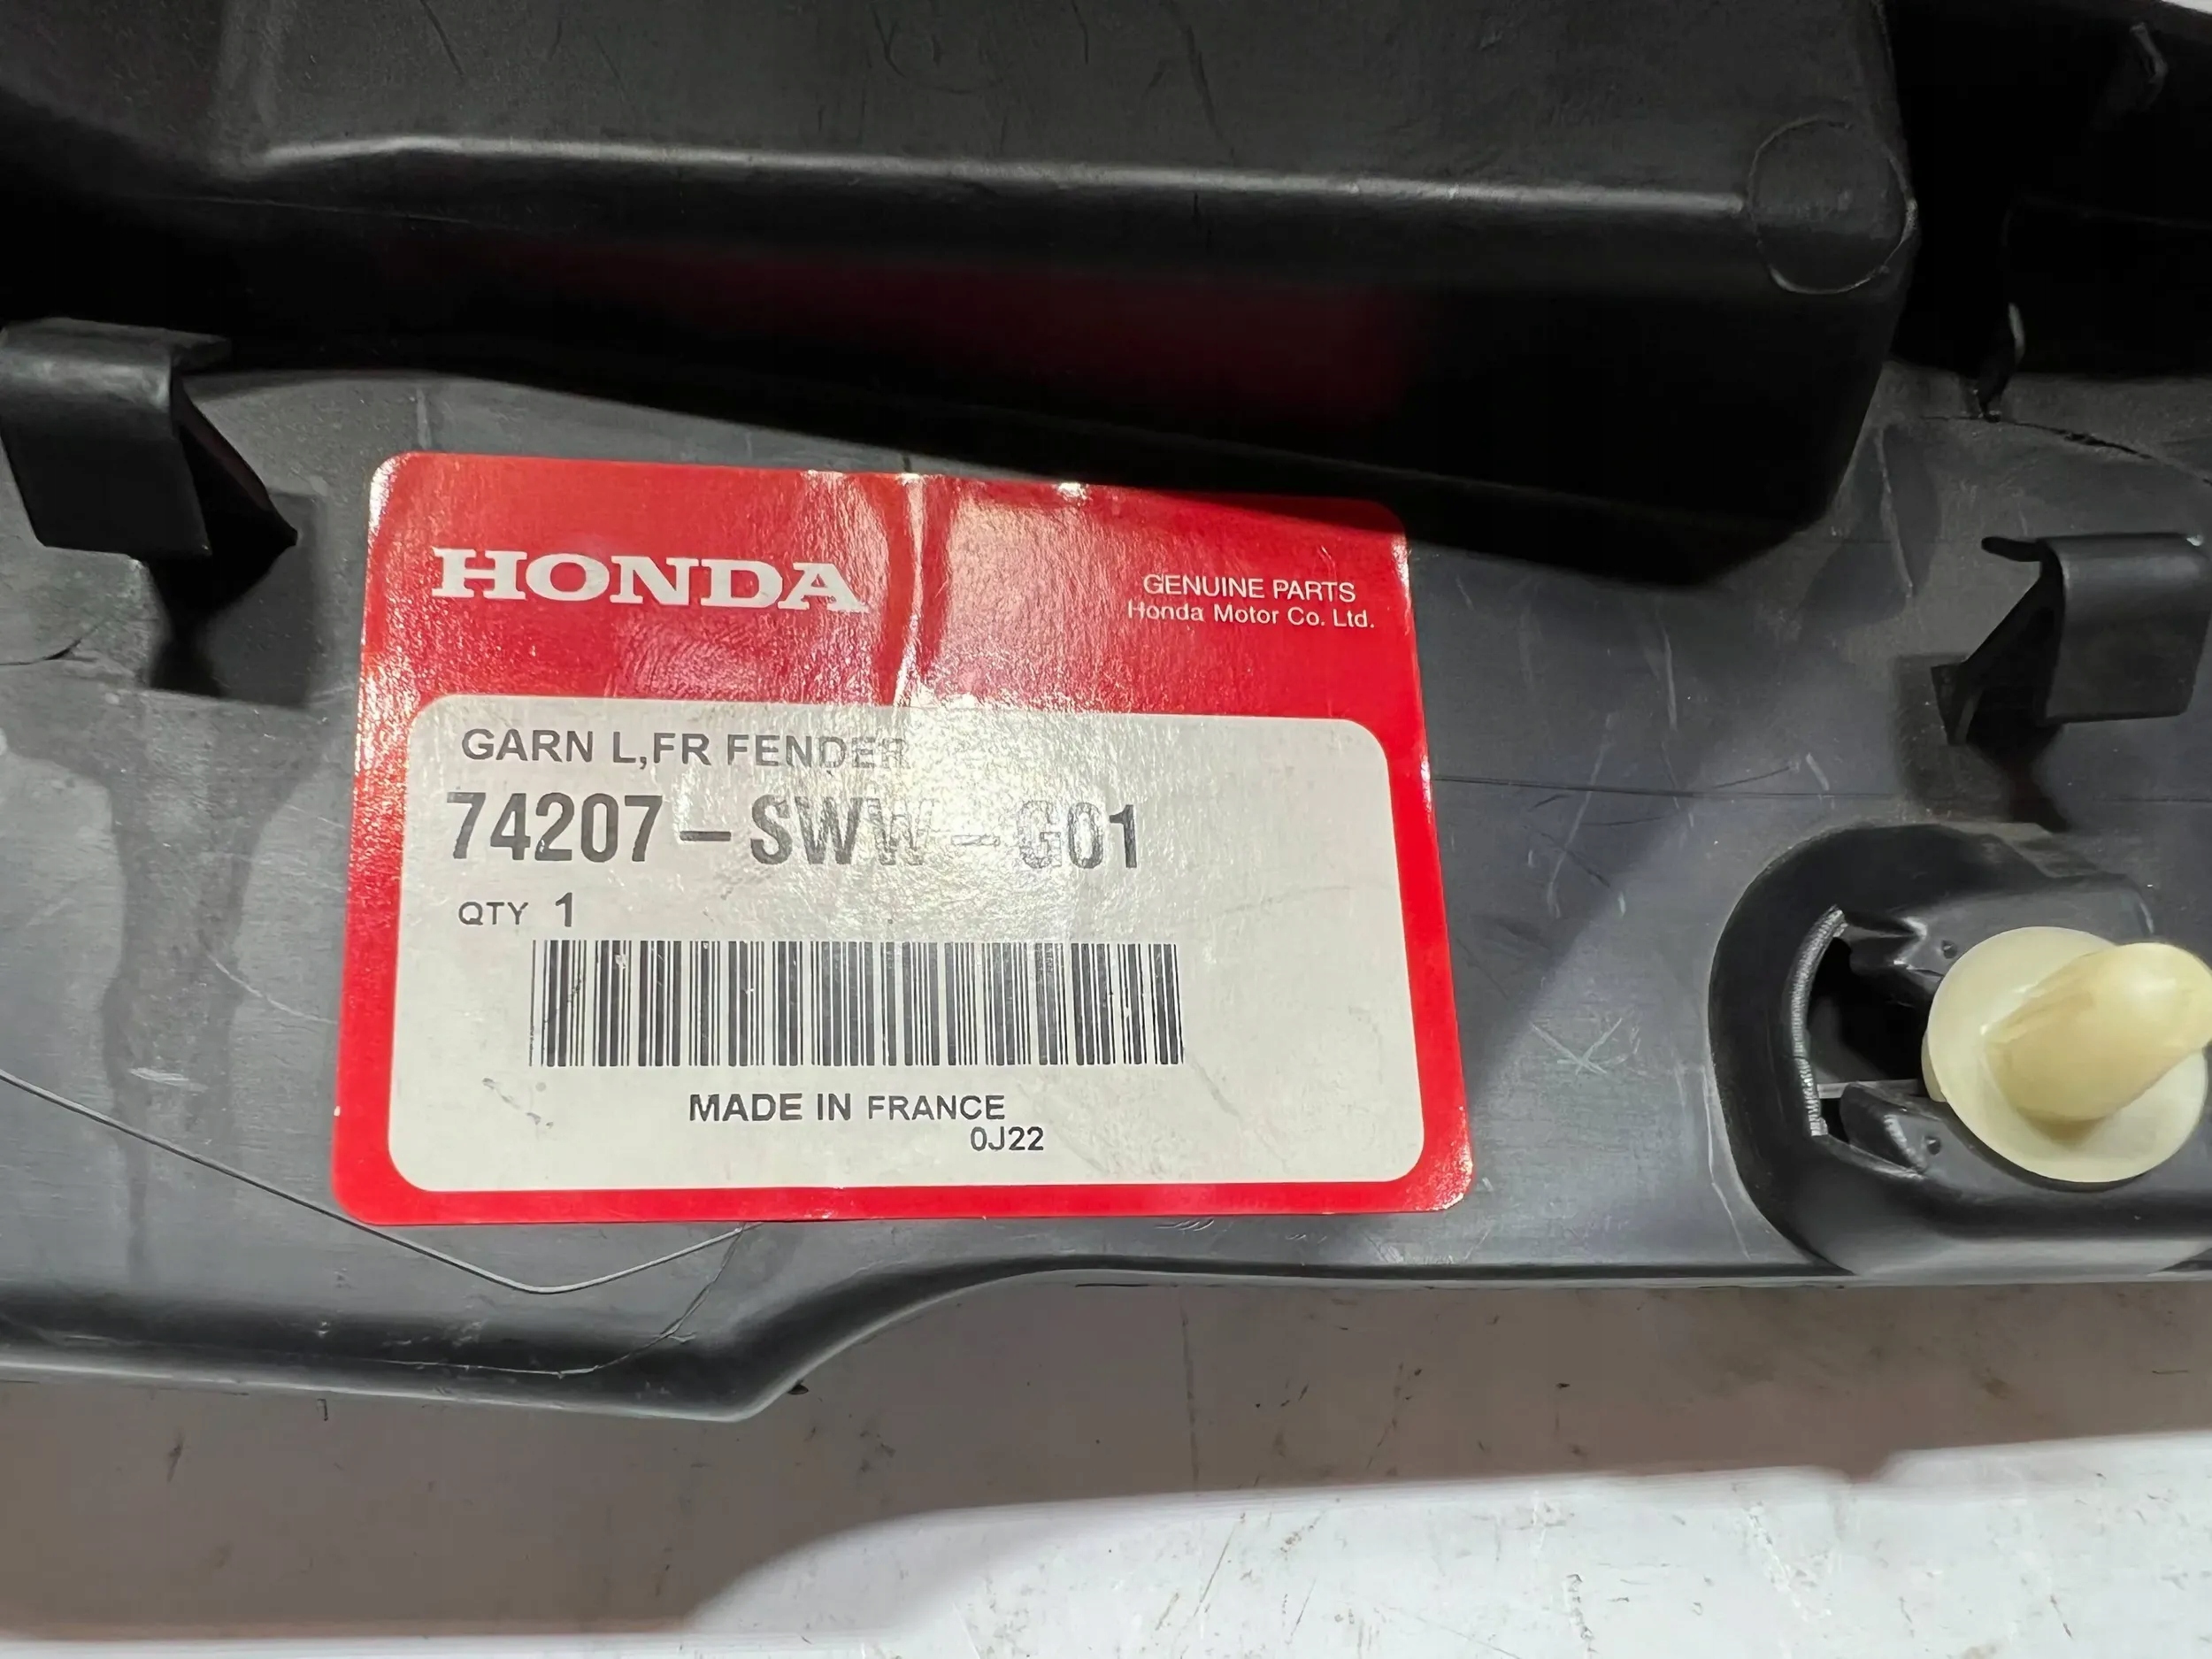 HONDA
GENUINE PARTS
Honda Motor Co. Ltd.
GARN L,FR FENDER
74207-SWW-G01
QTY 1
MADE IN FRANCE
0J22